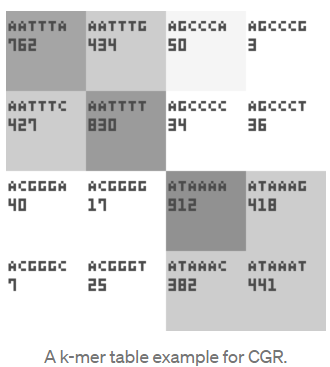 AATTTA AATTTG AGCCCA AGCCCG
762 434 50 3
AATTTC AATTTT AGCCCC AGCCCT
427 830 34 36
ACGGGA ACGGGG ATAAAA ATAAAG
40 17 912 418
ACGGGC ACGGGT ATAAAC ATAAAT
7 25 382 441
A k-mer table example for CGR.